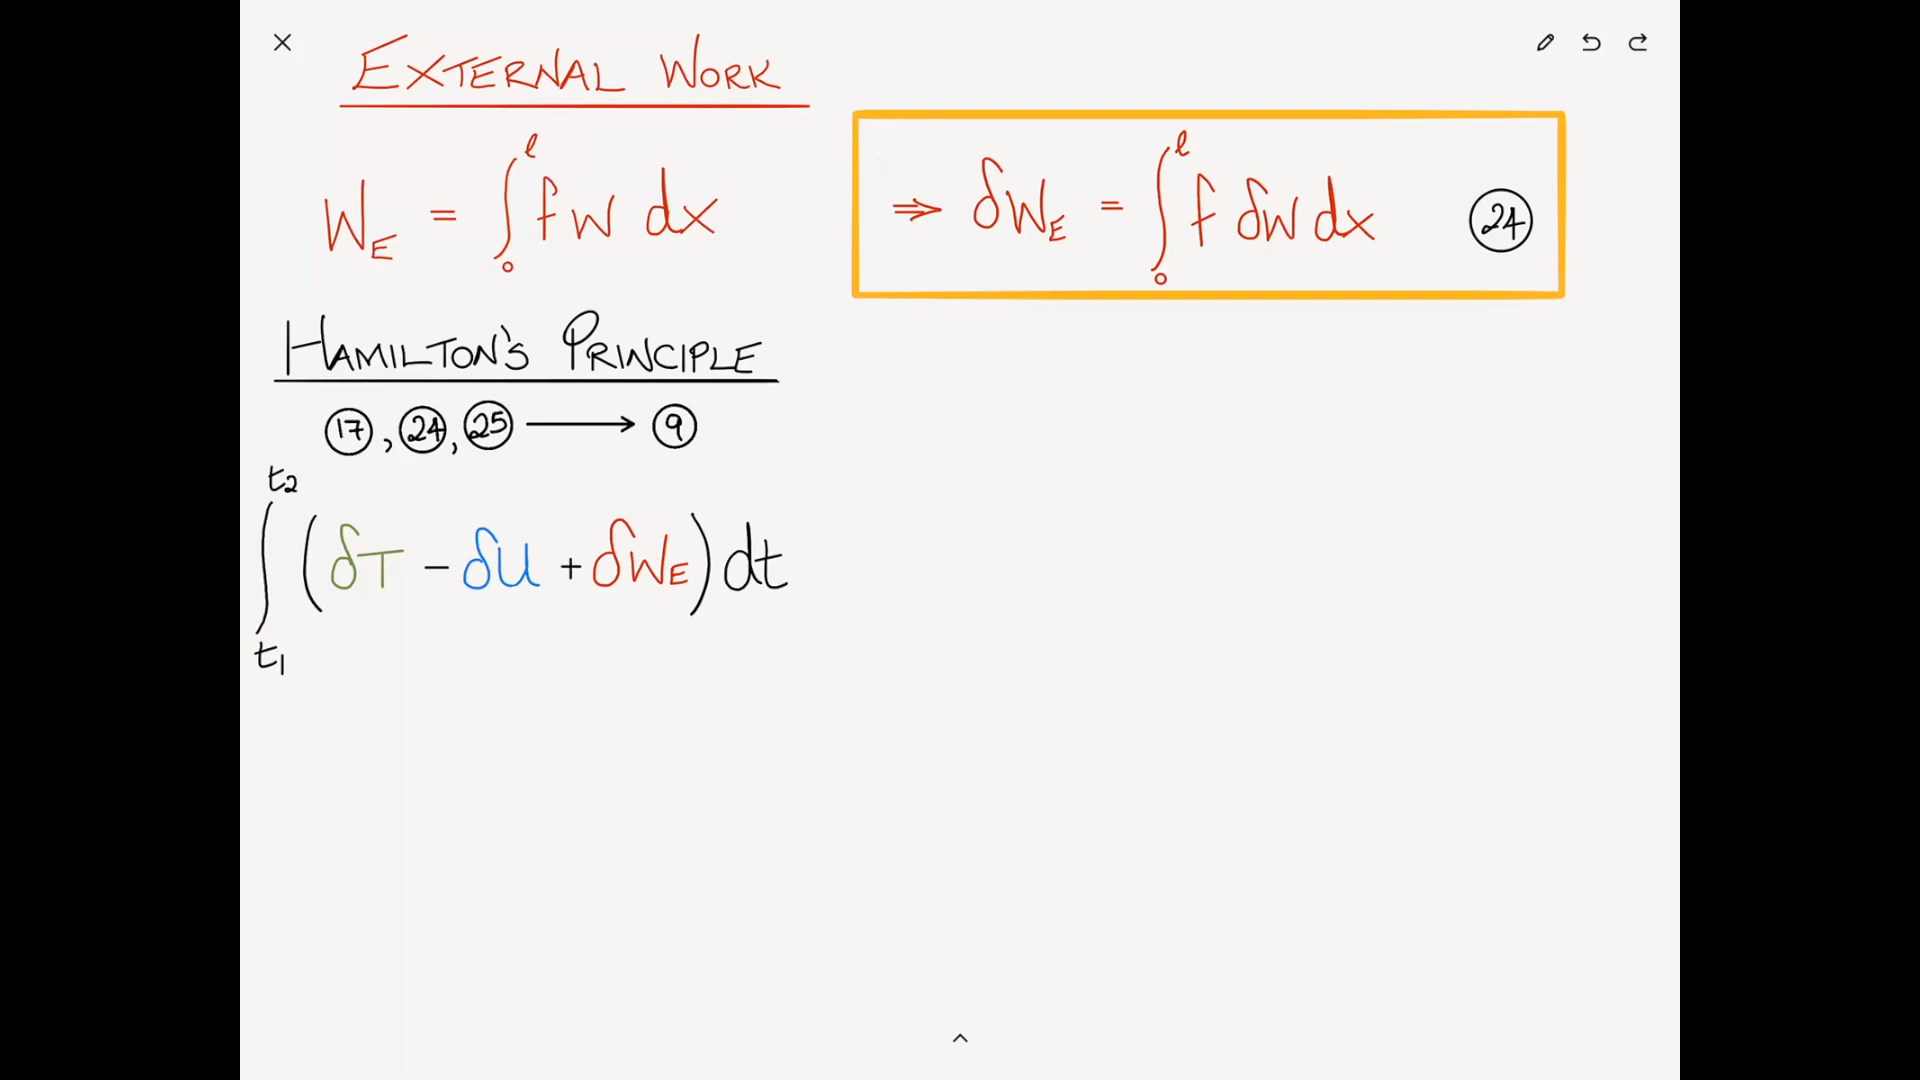 EXTERNAL WORK
W_E = ∫₀^ℓ f w dx
⇒ δW_E = ∫₀^ℓ f δw dx (24)
HAMILTON'S PRINCIPLE
(17), (24), (25) ⟶ (9)
∫_{t₁}^{t₂} (δT − δU + δW_E) dt